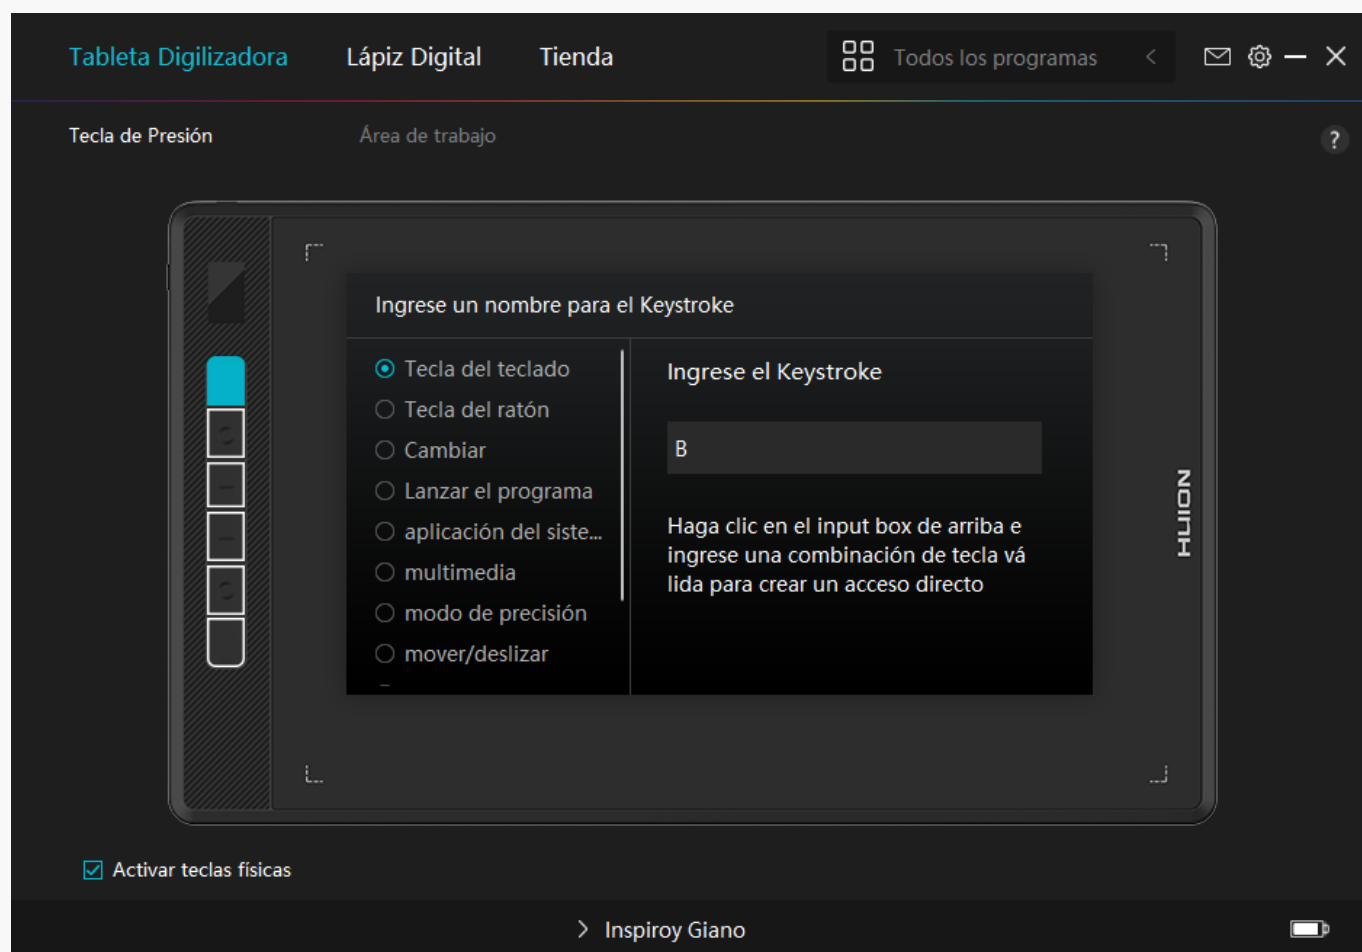 Tableta Digilizadora Lápiz Digital Tienda Todos los programas
Tecla de Presión Área de trabajo ?
Ingrese un nombre para el Keystroke
Tecla del teclado
Tecla del ratón
Cambiar
Lanzar el programa
aplicación del siste...
multimedia
modo de precisión
mover/deslizar
Ingrese el Keystroke
B
Haga clic en el input box de arriba e
ingrese una combinación de tecla vá
lida para crear un acceso directo
HUION
Activar teclas físicas
Inspiroy Giano